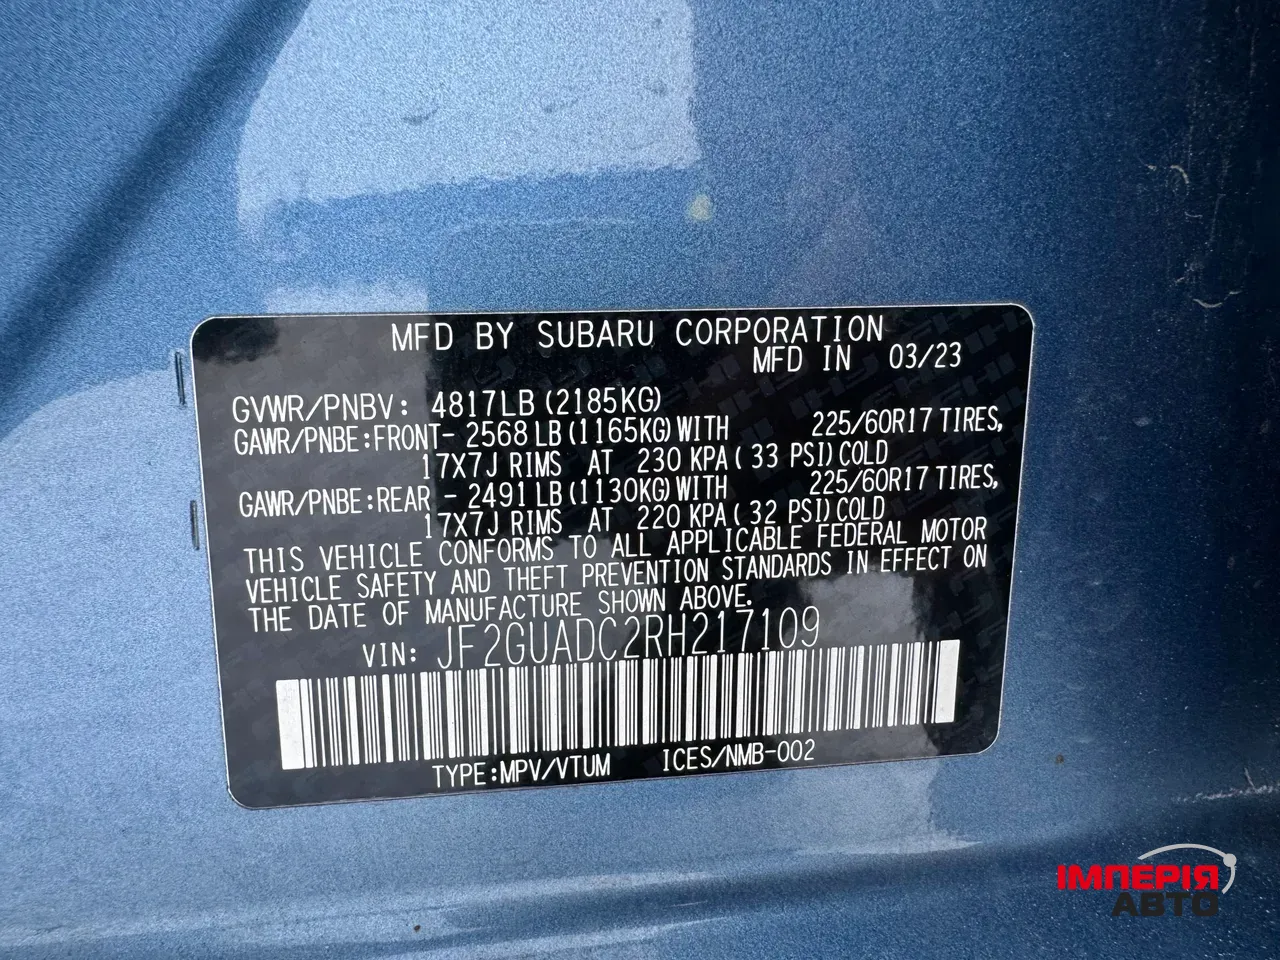 MFD BY SUBARU CORPORATION
MFD IN 03/23
GVWR/PNBV: 4817LB(2185KG)
GAWR/PNBE:FRONT- 2568LB(1165KG)WITH 225/60R17 TIRES,
17X7J RIMS AT 230 KPA( 33 PSI)COLD
GAWR/PNBE:REAR - 2491LB(1130KG)WITH 225/60R17 TIRES,
17X7J RIMS AT 220 KPA( 32 PSI)COLD
THIS VEHICLE CONFORMS TO ALL APPLICABLE FEDERAL MOTOR
VEHICLE SAFETY AND THEFT PREVENTION STANDARDS IN EFFECT ON
THE DATE OF MANUFACTURE SHOWN ABOVE.
VIN: JF2GUADC2RH217109
TYPE:MPV/VTUM ICES/NMB-002
ІМПЕРІЯ
АВТО